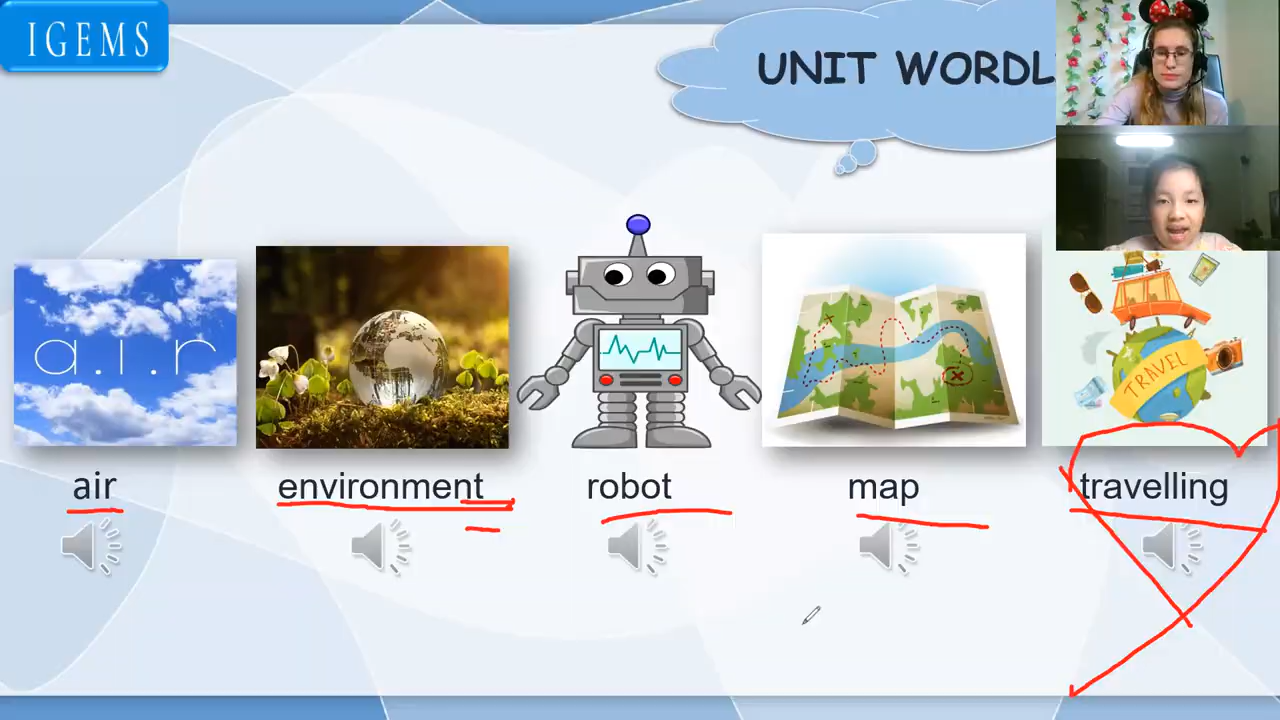 IGEMS
UNIT WORDL
a.i.r
TRAVEL
air
environment
robot
map
travelling